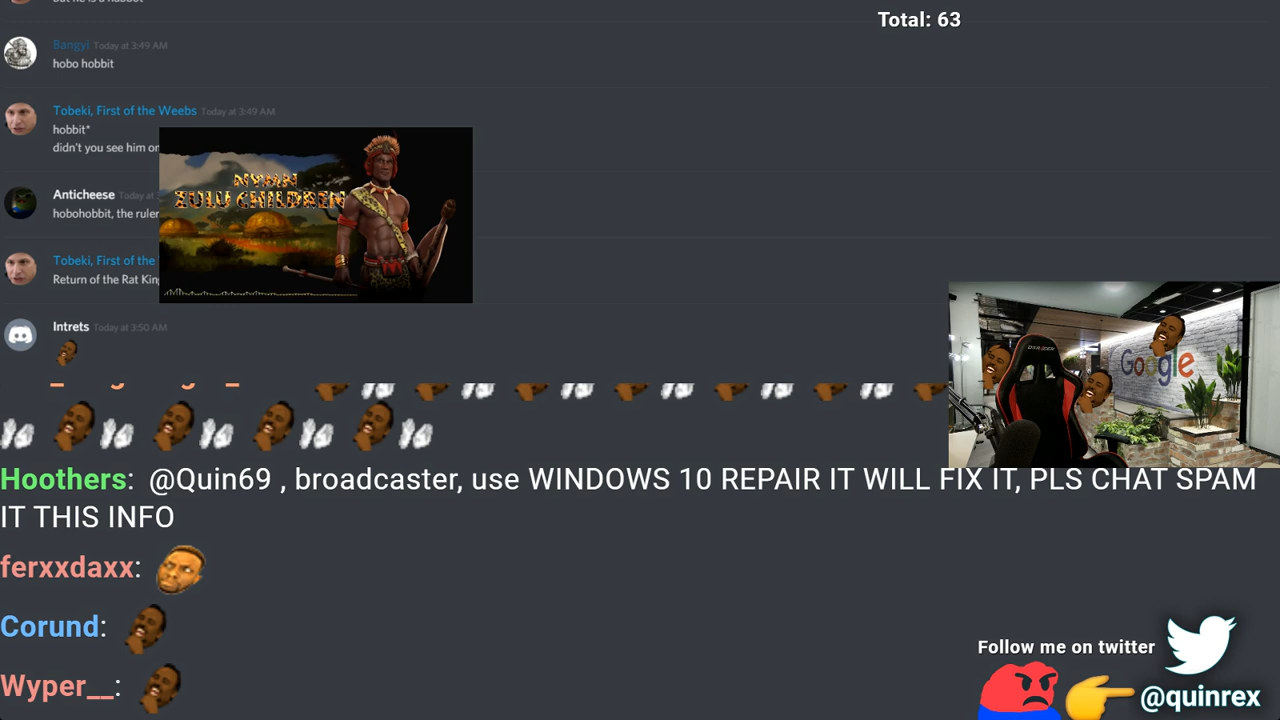 Total: 63
Bangyi Today at 3:49 AM
hobo hobbit
Tobeki, First of the Weebs Today at 3:49 AM
hobbit*
didn't you see him
NYMN
ZULU CHILDREN
Anticheese Today at
hobohobbit, the ruler
Tobeki, First of the
Return of the Rat King
Intrets Today at 3:50 AM
Google
Hoothers: @Quin69 , broadcaster, use WINDOWS 10 REPAIR IT WILL FIX IT, PLS CHAT SPAM
IT THIS INFO
ferxxdaxx:
Corund:
Wyper__:
Follow me on twitter
@quinrex